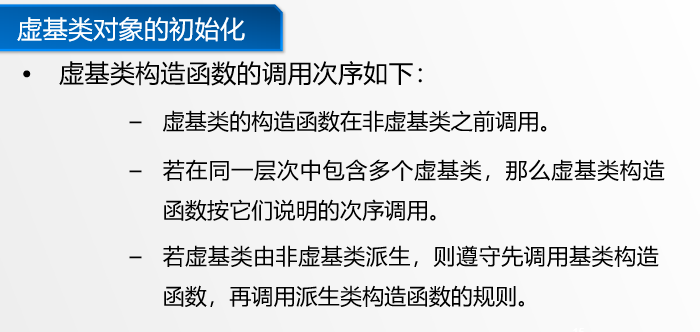 虚基类对象的初始化
• 虚基类构造函数的调用次序如下：
– 虚基类的构造函数在非虚基类之前调用。
– 若在同一层次中包含多个虚基类，那么虚基类构造
函数按它们说明的次序调用。
– 若虚基类由非虚基类派生，则遵守先调用基类构造
函数，再调用派生类构造函数的规则。